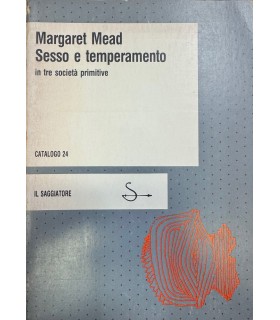 Margaret Mead
Sesso e temperamento
in tre società primitive
CATALOGO 24
IL SAGGIATORE